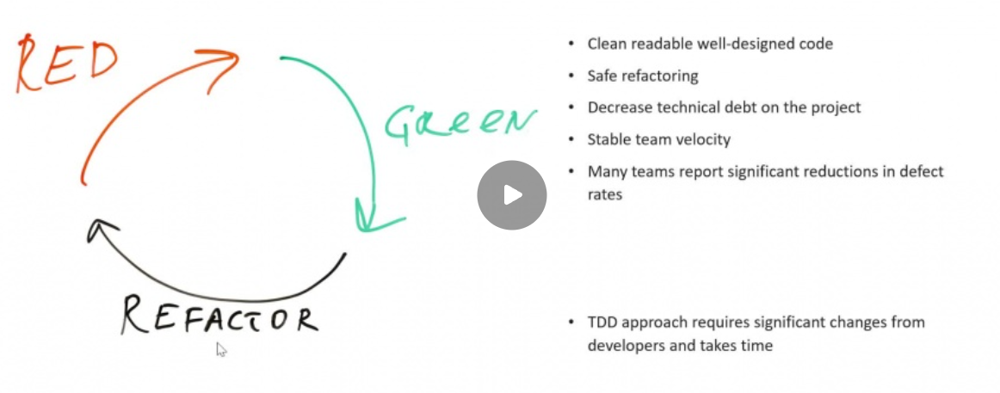 RED
GREEN
REFACTOR
• Clean readable well-designed code
• Safe refactoring
• Decrease technical debt on the project
• Stable team velocity
• Many teams report significant reductions in defect
rates
• TDD approach requires significant changes from
developers and takes time